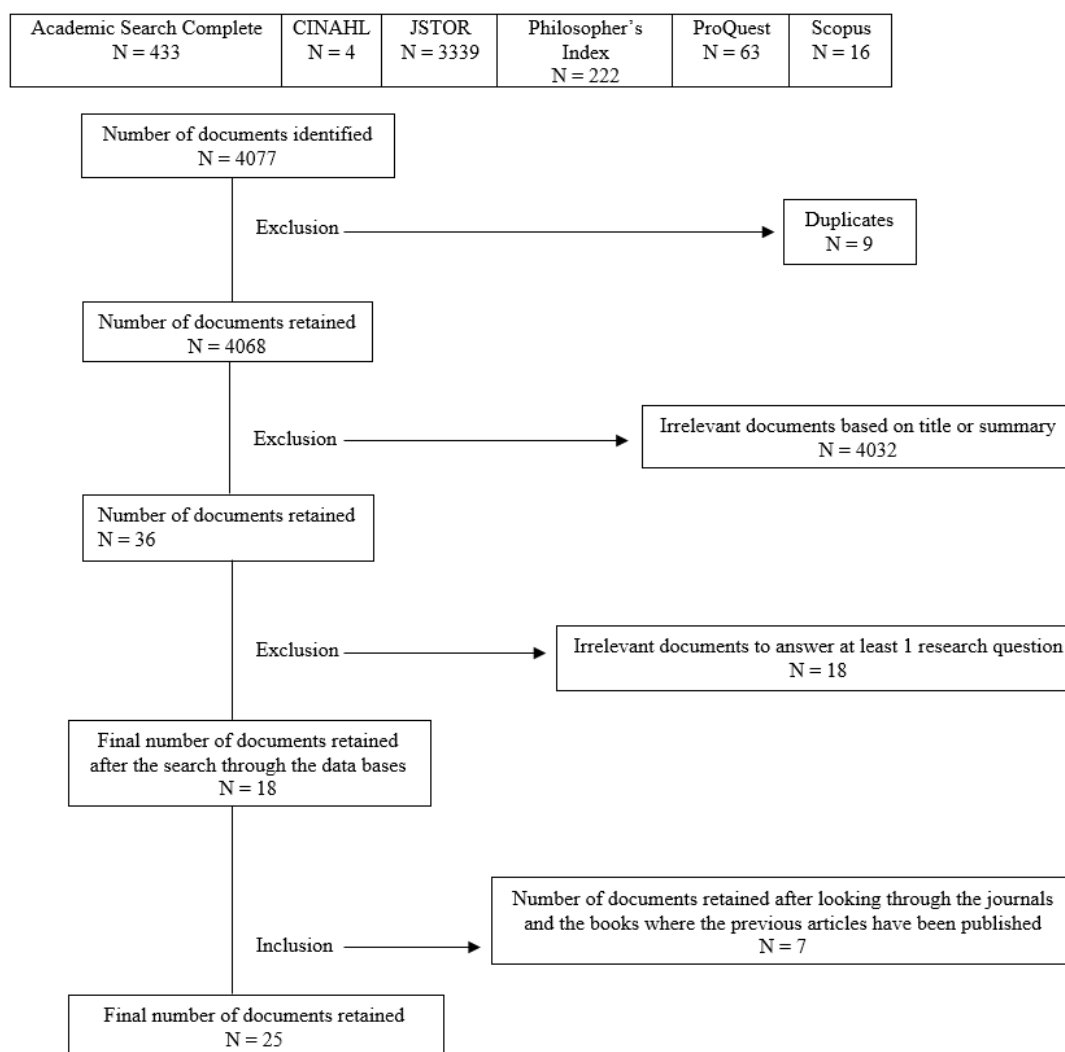 Academic Search Complete
N = 433
CINAHL
N = 4
JSTOR
N = 3339
Philosopher's
Index
N = 222
ProQuest
N = 63
Scopus
N = 16
Number of documents identified
N = 4077
Exclusion
Duplicates
N = 9
Number of documents retained
N = 4068
Exclusion
Irrelevant documents based on title or summary
N = 4032
Number of documents retained
N = 36
Exclusion
Irrelevant documents to answer at least 1 research question
N = 18
Final number of documents retained
after the search through the data bases
N = 18
Number of documents retained after looking through the journals
and the books where the previous articles have been published
N = 7
Inclusion
Final number of documents retained
N = 25